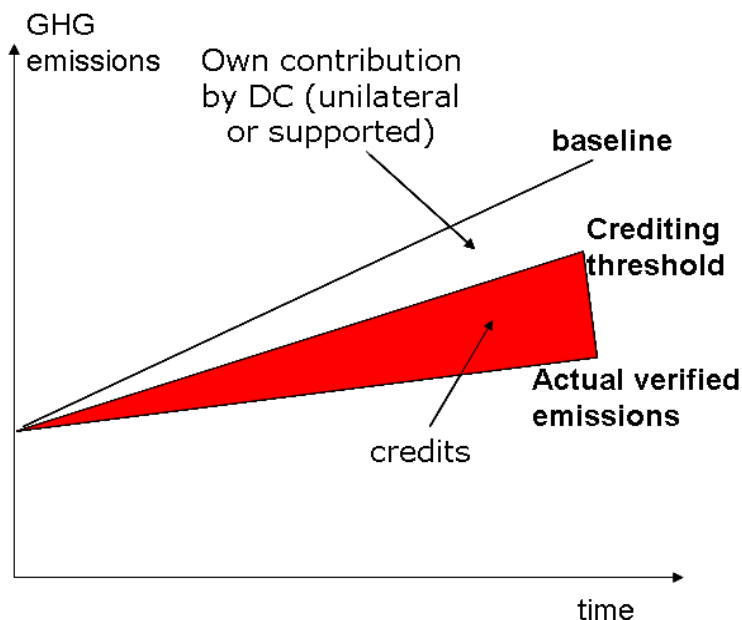 GHG
emissions
Own contribution
by DC (unilateral
or supported)
baseline
Crediting
threshold
Actual verified
emissions
credits
time